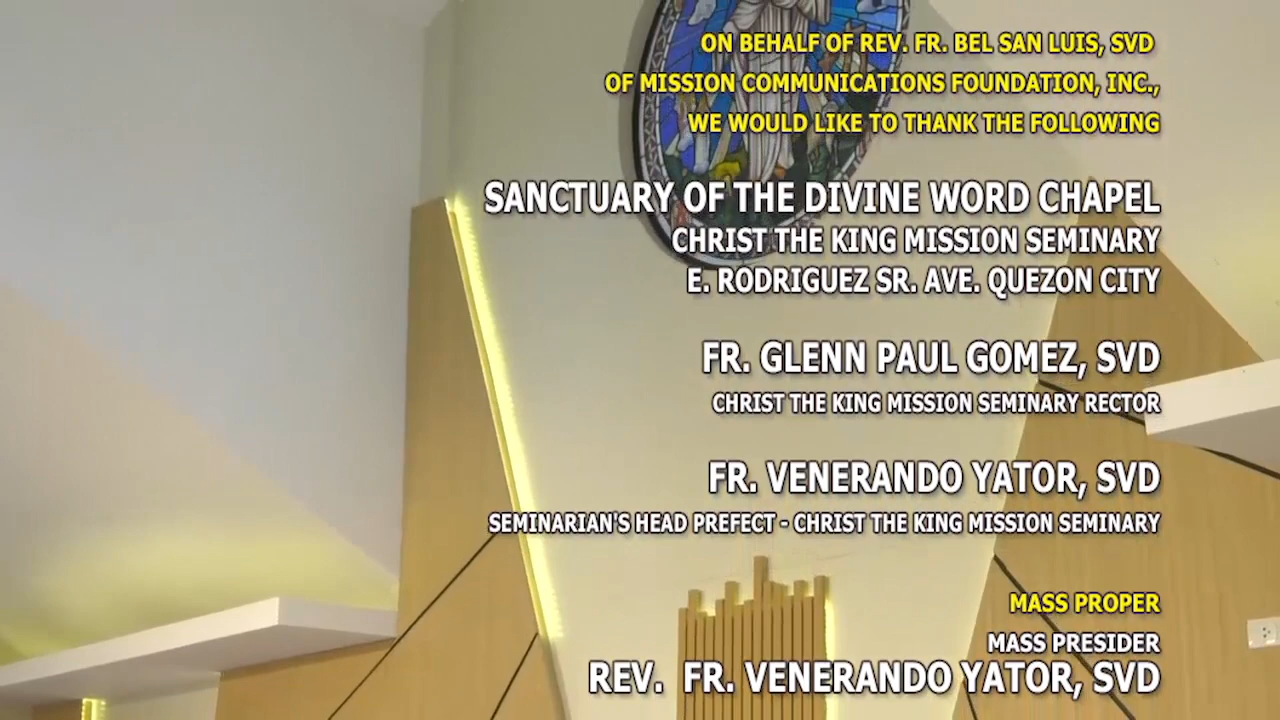 ON BEHALF OF REV. FR. BEL SAN LUIS, SVD
OF MISSION COMMUNICATIONS FOUNDATION, INC.,
WE WOULD LIKE TO THANK THE FOLLOWING
SANCTUARY OF THE DIVINE WORD CHAPEL
CHRIST THE KING MISSION SEMINARY
E. RODRIGUEZ SR. AVE. QUEZON CITY
FR. GLENN PAUL GOMEZ, SVD
CHRIST THE KING MISSION SEMINARY RECTOR
FR. VENERANDO YATOR, SVD
SEMINARIAN'S HEAD PREFECT - CHRIST THE KING MISSION SEMINARY
MASS PROPER
MASS PRESIDER
REV. FR. VENERANDO YATOR, SVD